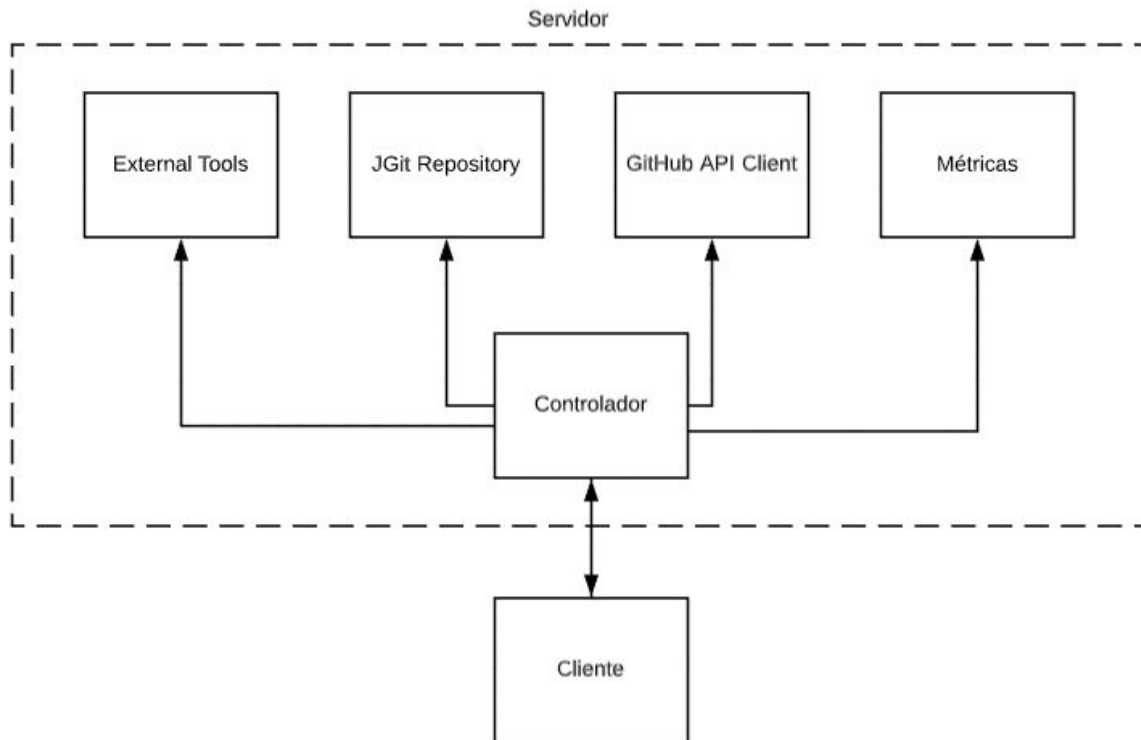 Servidor
External Tools
JGit Repository
GitHub API Client
Métricas
Controlador
Cliente